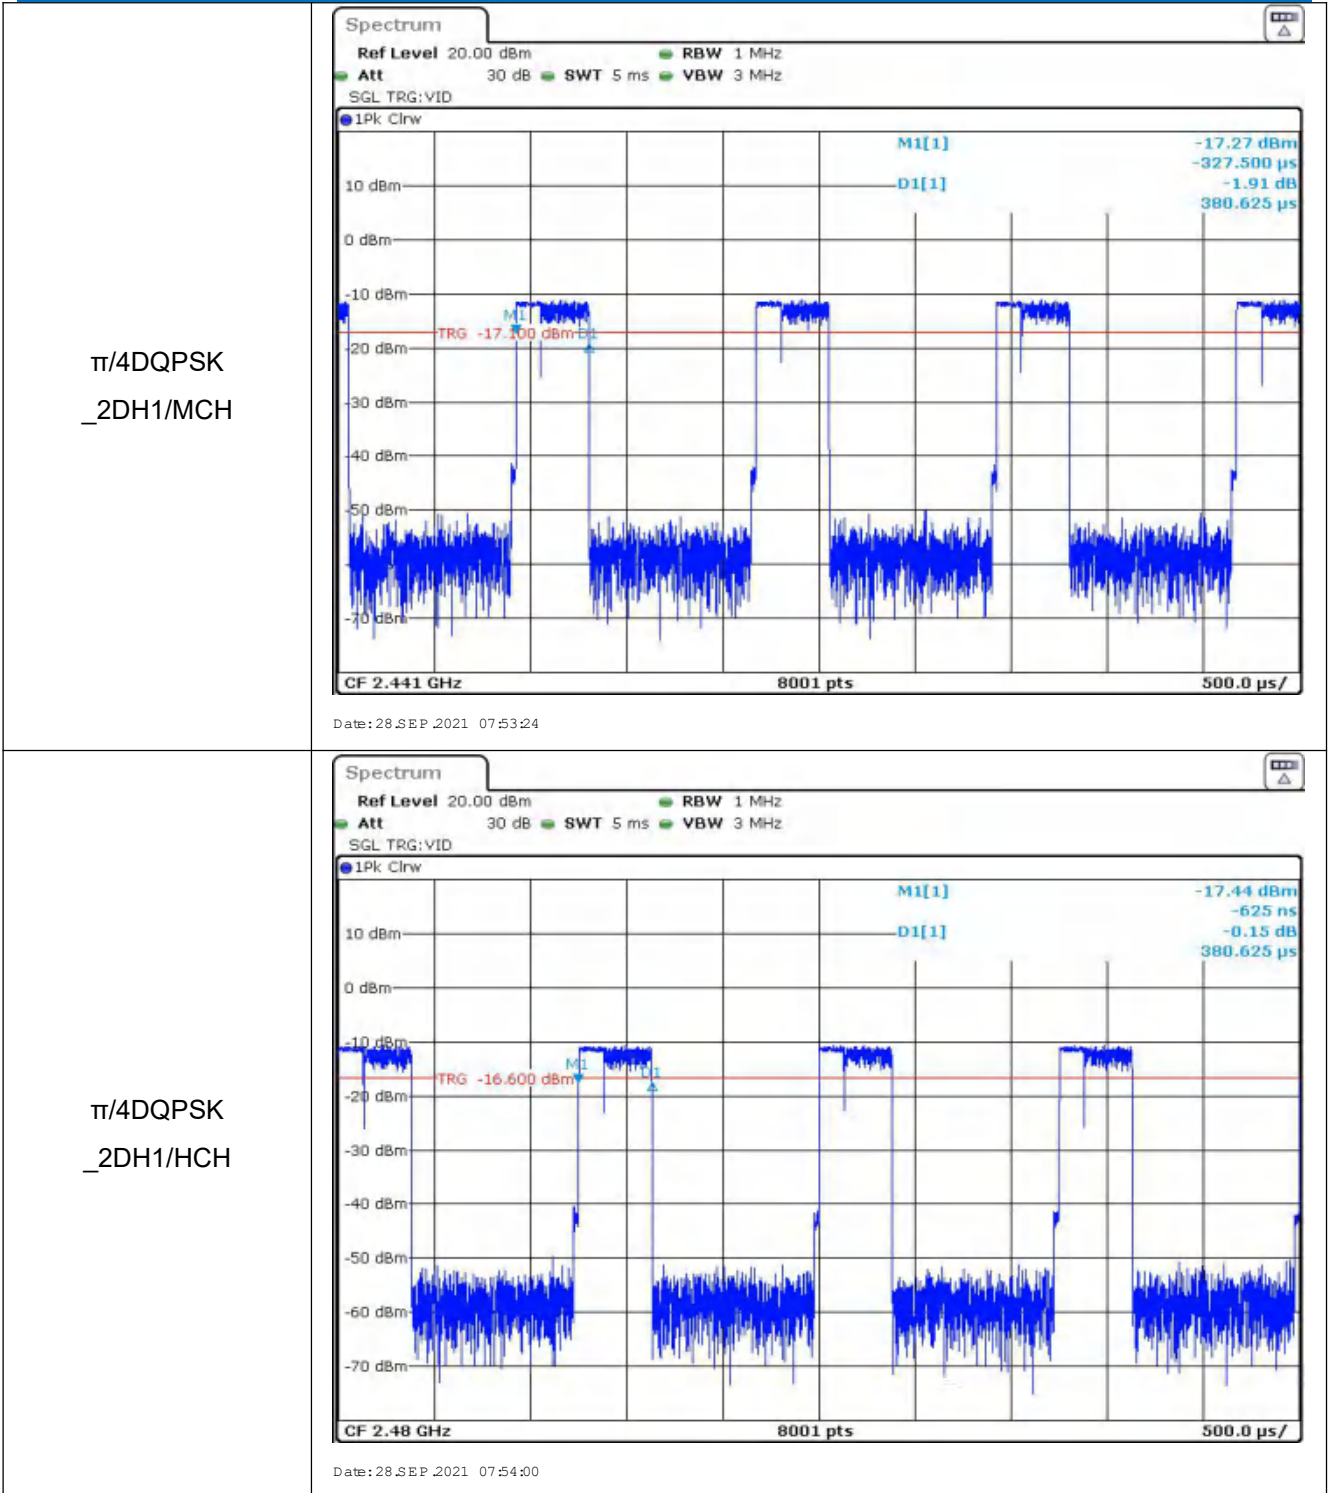 π/4DQPSK
_2DH1/MCH
Spectrum
Ref Level 20.00 dBm RBW 1 MHz
Att 30 dB SWT 5 ms VBW 3 MHz
SGL TRG:VID
1Pk Clrw
M1[1] -17.27 dBm
-327.500 µs
10 dBm D1[1] -1.91 dB
380.625 µs
0 dBm
-10 dBm
M1
TRG -17.100 dBm D1
-20 dBm
-30 dBm
-40 dBm
-50 dBm
-70 dBm
CF 2.441 GHz 8001 pts 500.0 µs/
Date:28.SEP.2021 07:53:24
π/4DQPSK
_2DH1/HCH
Spectrum
Ref Level 20.00 dBm RBW 1 MHz
Att 30 dB SWT 5 ms VBW 3 MHz
SGL TRG:VID
1Pk Clrw
M1[1] -17.44 dBm
-625 ns
10 dBm D1[1] -0.15 dB
380.625 µs
0 dBm
-10 dBm
M1 D1
TRG -16.600 dBm
-20 dBm
-30 dBm
-40 dBm
-50 dBm
-60 dBm
-70 dBm
CF 2.48 GHz 8001 pts 500.0 µs/
Date:28.SEP.2021 07:54:00